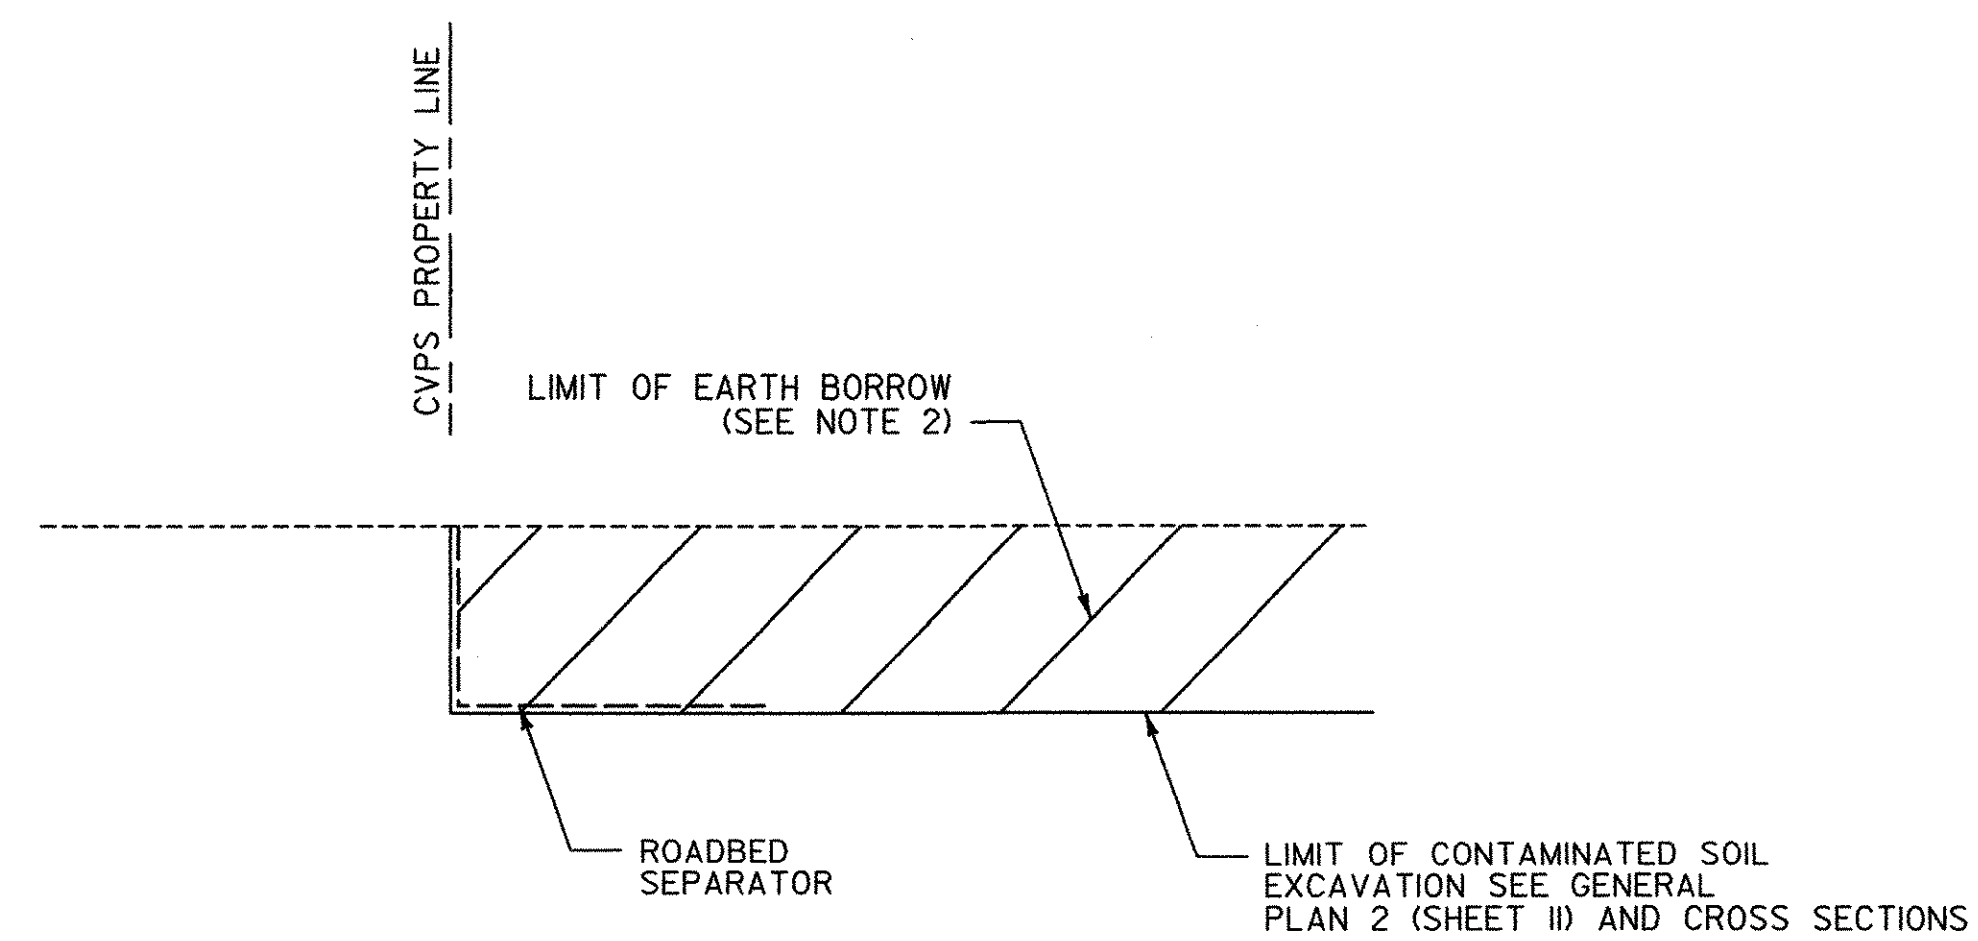 CVPS PROPERTY LINE
LIMIT OF EARTH BORROW
(SEE NOTE 2)
ROADBED
SEPARATOR
LIMIT OF CONTAMINATED SOIL
EXCAVATION SEE GENERAL
PLAN 2 (SHEET 11) AND CROSS SECTIONS